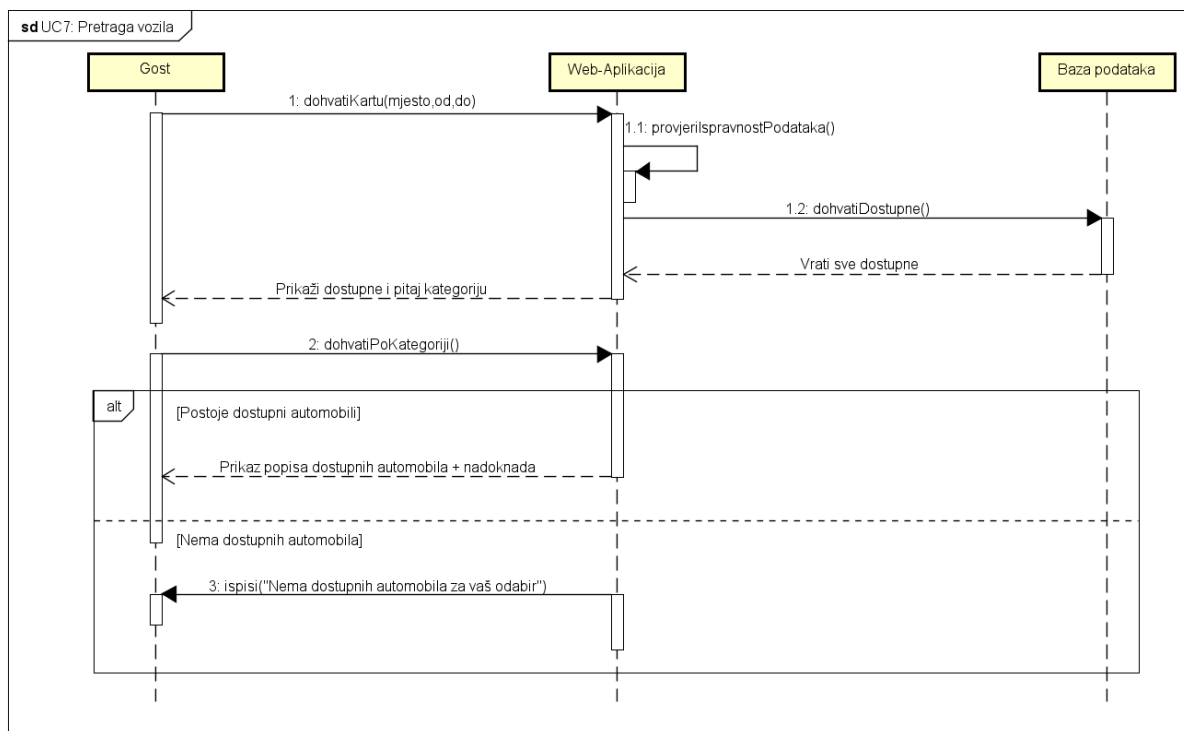 sd UC7: Pretraga vozila
Gost
Web-Aplikacija
Baza podataka
1: dohvatiKartu(mjesto,od,do)
1.1: provjeriIspravnostPodataka()
1.2: dohvatiDostupne()
Vrati sve dostupne
Prikaži dostupne i pitaj kategoriju
2: dohvatiPoKategoriji()
alt
[Postoje dostupni automobili]
Prikaz popisa dostupnih automobila + nadoknada
[Nema dostupnih automobila]
3: ispisi("Nema dostupnih automobila za vaš odabir")